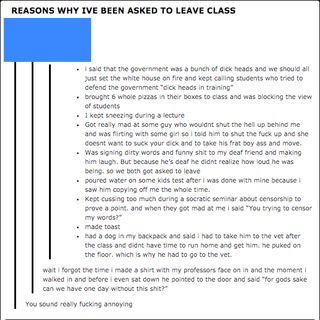 REASONS WHY IVE BEEN ASKED TO LEAVE CLASS
i said that the government was a bunch of dick heads and we should all
just set the white house on fire and kept calling students who tried to
defend the government "dick heads in training"
brought 6 whole pizzas in their boxes to class and was blocking the view
of students
I kept sneezing during a lecture
Got really mad at some guy who wouldnt shut the hell up behind me
and was flirting with some girl so i told him to shut the fuck up and she
doesnt want to suck your dick and to take his frat boy ass and move.
Was signing dirty words and funny shit to my deaf friend and making
him laugh. But because he's deaf he didnt realize how loud he was
being. so we both got asked to leave
poured water on some kids test after i was done with mine because i
saw him copying off me the whole time.
Kept cussing too much during a socratic seminar about censorship to
prove a point. and when they got mad at me i said "You trying to censor
my words?"
made toast
had a dog in my backpack and said i had to take him to the vet after
the class and didnt have time to run home and get him. he puked on
the floor. which is why he had to go to the vet.
wait i forgot the time i made a shirt with my professors face on in and the moment i
walked in and before i even sat down he pointed to the door and said "for gods sake
can we have one day without this shit?"
You sound really fucking annoying